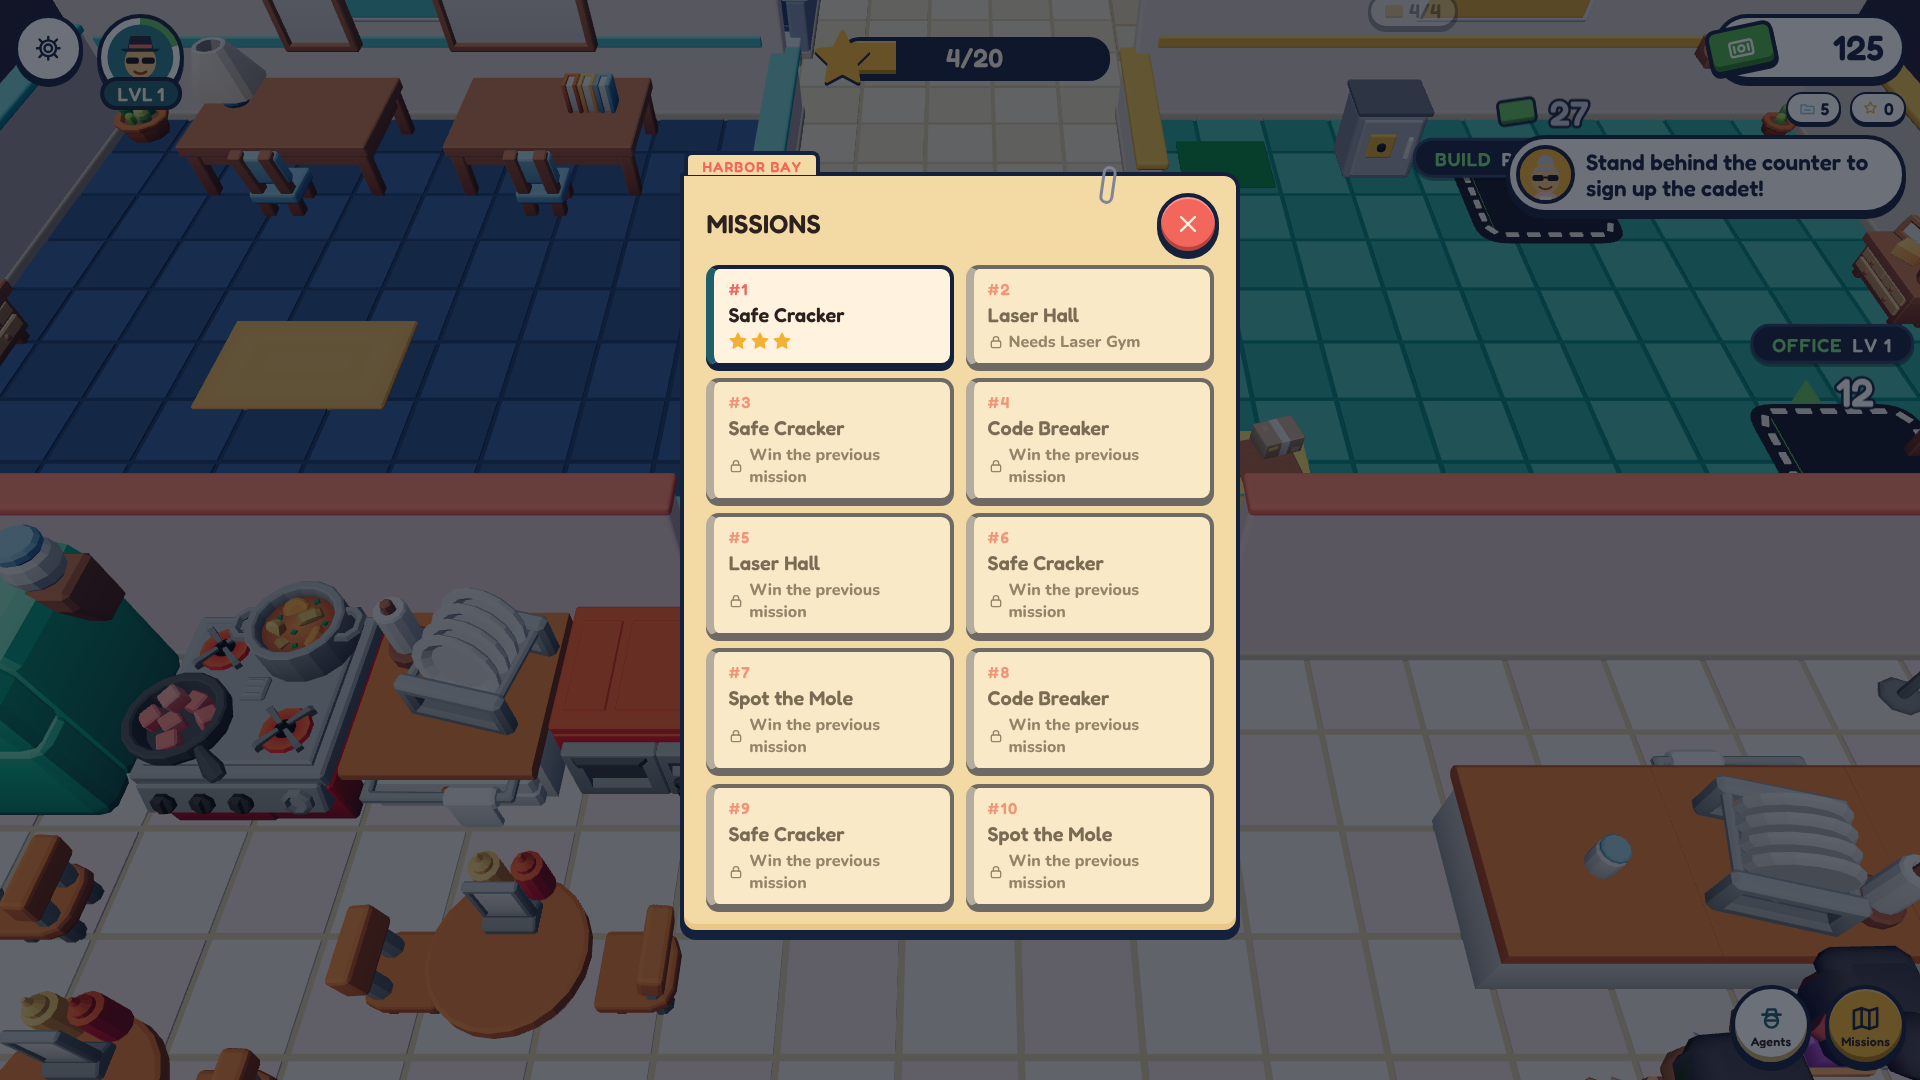 4/4
4/20
125
LVL 1
5
0
27
BUILD
Stand behind the counter to
sign up the cadet!
HARBOR BAY
MISSIONS
#1
Safe Cracker
#2
Laser Hall
Needs Laser Gym
#3
Safe Cracker
Win the previous
mission
#4
Code Breaker
Win the previous
mission
OFFICE LV 1
12
#5
Laser Hall
Win the previous
mission
#6
Safe Cracker
Win the previous
mission
#7
Spot the Mole
Win the previous
mission
#8
Code Breaker
Win the previous
mission
#9
Safe Cracker
Win the previous
mission
#10
Spot the Mole
Win the previous
mission
Agents
Missions